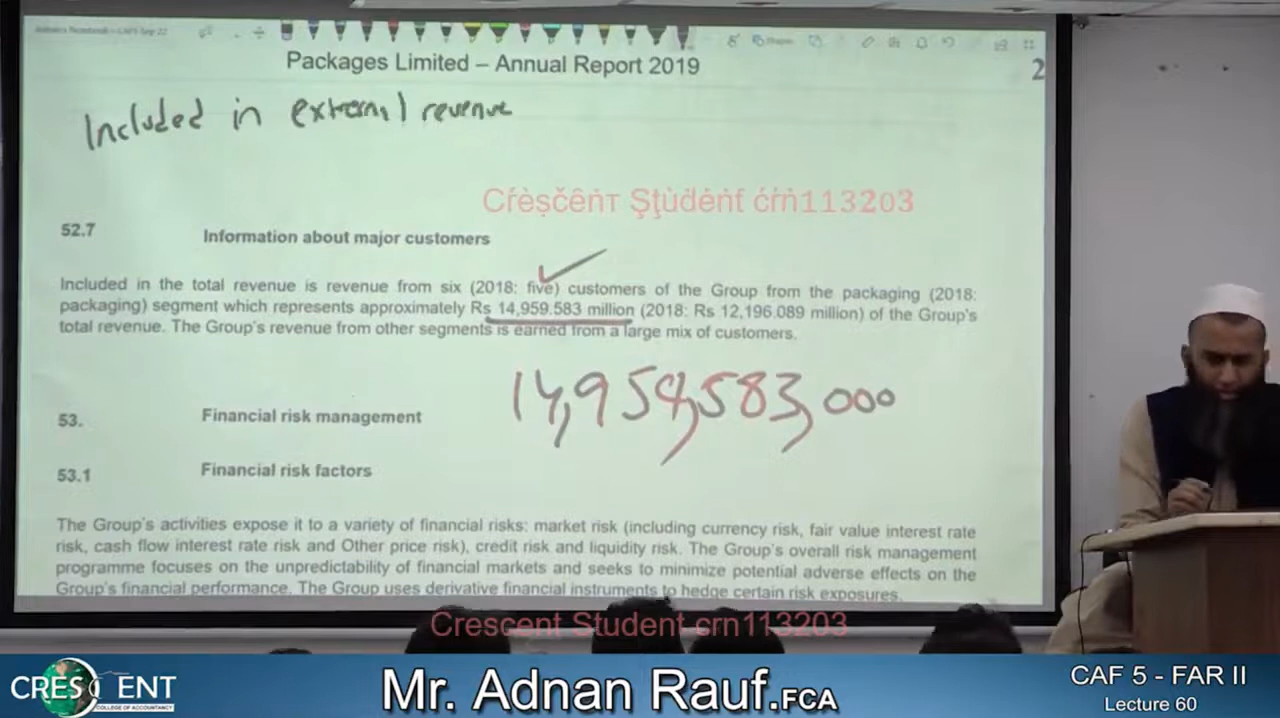 Packages Limited – Annual Report 2019
2
Included in external revenue
Cŕèșčêṅт Şţùḋėṅť ćŕṅ113203
52.7 Information about major customers
Included in the total revenue is revenue from six (2018: five) customers of the Group from the packaging (2018:
packaging) segment which represents approximately Rs 14,959.583 million (2018: Rs 12,196.089 million) of the Group's
total revenue. The Group's revenue from other segments is earned from a large mix of customers.
14,959,583,000
53. Financial risk management
53.1 Financial risk factors
The Group's activities expose it to a variety of financial risks: market risk (including currency risk, fair value interest rate
risk, cash flow interest rate risk and Other price risk), credit risk and liquidity risk. The Group's overall risk management
programme focuses on the unpredictability of financial markets and seeks to minimize potential adverse effects on the
Group's financial performance. The Group uses derivative financial instruments to hedge certain risk exposures.
Crescent Student crn113203
CRESCENT
COLLEGE OF ACCOUNTANCY
Mr. Adnan Rauf.FCA
CAF 5 - FAR II
Lecture 60